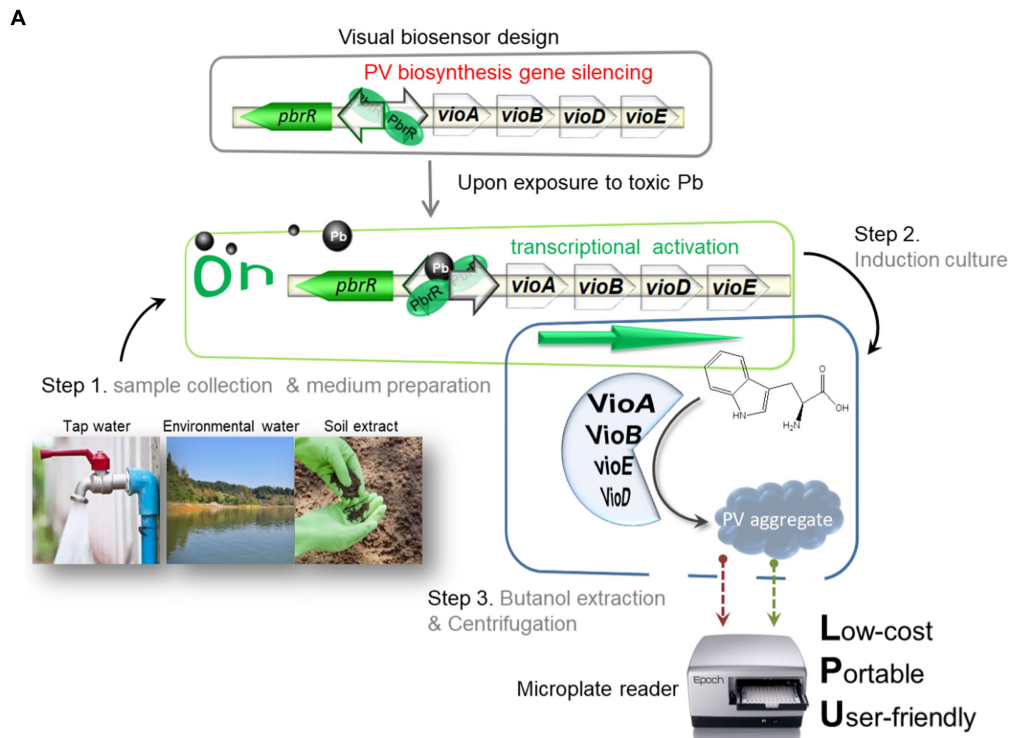 A
Visual biosensor design
PV biosynthesis gene silencing
pbrR
PbrR
PbrR
vioA
vioB
vioD
vioE
Upon exposure to toxic Pb
Pb
On
transcriptional activation
Step 2.
Induction culture
pbrR
Pb
PbrR
PbrR
vioA
vioB
vioD
vioE
Step 1. sample collection & medium preparation
Tap water
Environmental water
Soil extract
VioA
VioB
vioE
VioD
HN
H₂N
O
OH
PV aggregate
Step 3. Butanol extraction
& Centrifugation
Microplate reader
Epoch
Low-cost
Portable
User-friendly